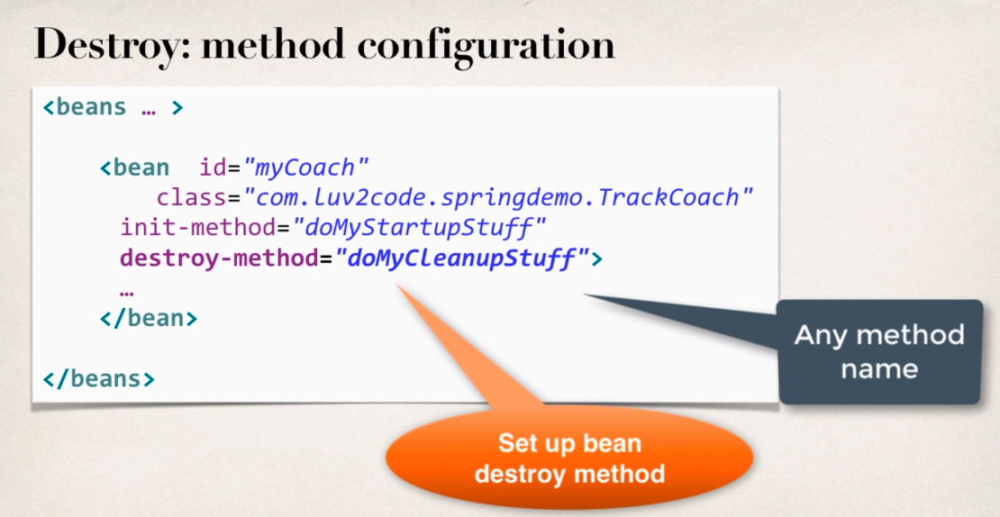 Destroy: method configuration
<beans … >
<bean id="myCoach"
class="com.luv2code.springdemo.TrackCoach"
init-method="doMyStartupStuff"
destroy-method="doMyCleanupStuff">
…
</bean>
</beans>
Any method
name
Set up bean
destroy method